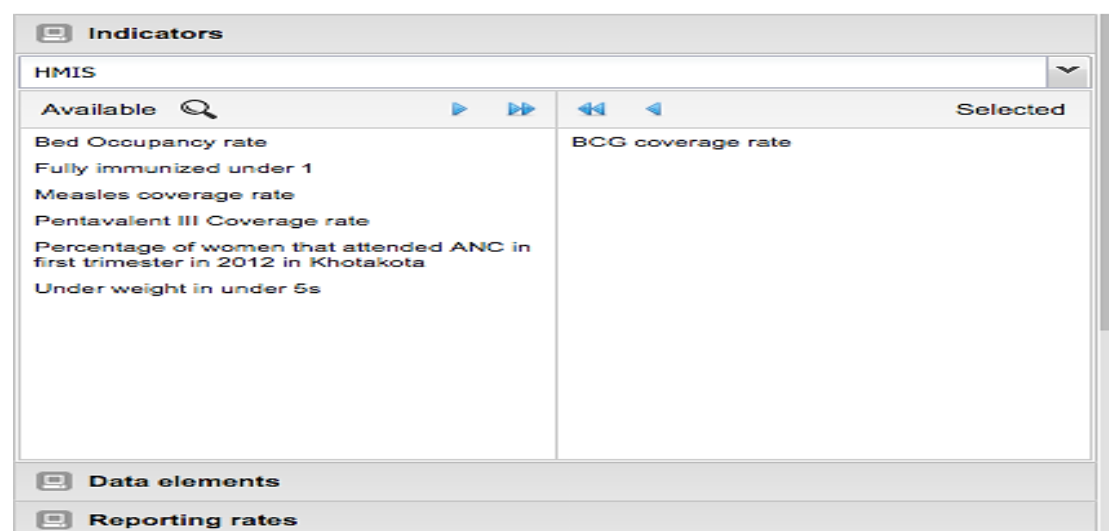 Indicators
HMIS
Available
Selected
Bed Occupancy rate
Fully immunized under 1
Measles coverage rate
Pentavalent III Coverage rate
Percentage of women that attended ANC in
first trimester in 2012 in Khotakota
Under weight in under 5s
BCG coverage rate
Data elements
Reporting rates